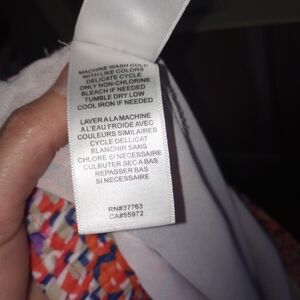 MACHINE WASH COLD
WITH LIKE COLORS
DELICATE CYCLE
ONLY NON-CHLORINE
BLEACH IF NEEDED
TUMBLE DRY LOW
COOL IRON IF NEEDED
LAVER A LA MACHINE
A L'EAU FROIDE AVEC
COULEURS SIMILAIRES
CYCLE DELLICAT
BLANCHIR SANS
CHLORE SI NECESSAIRE
CULBUTER SEC A BAS
REPASSER BAS
SI NECESSAIRE
RN#37763
CA#55972